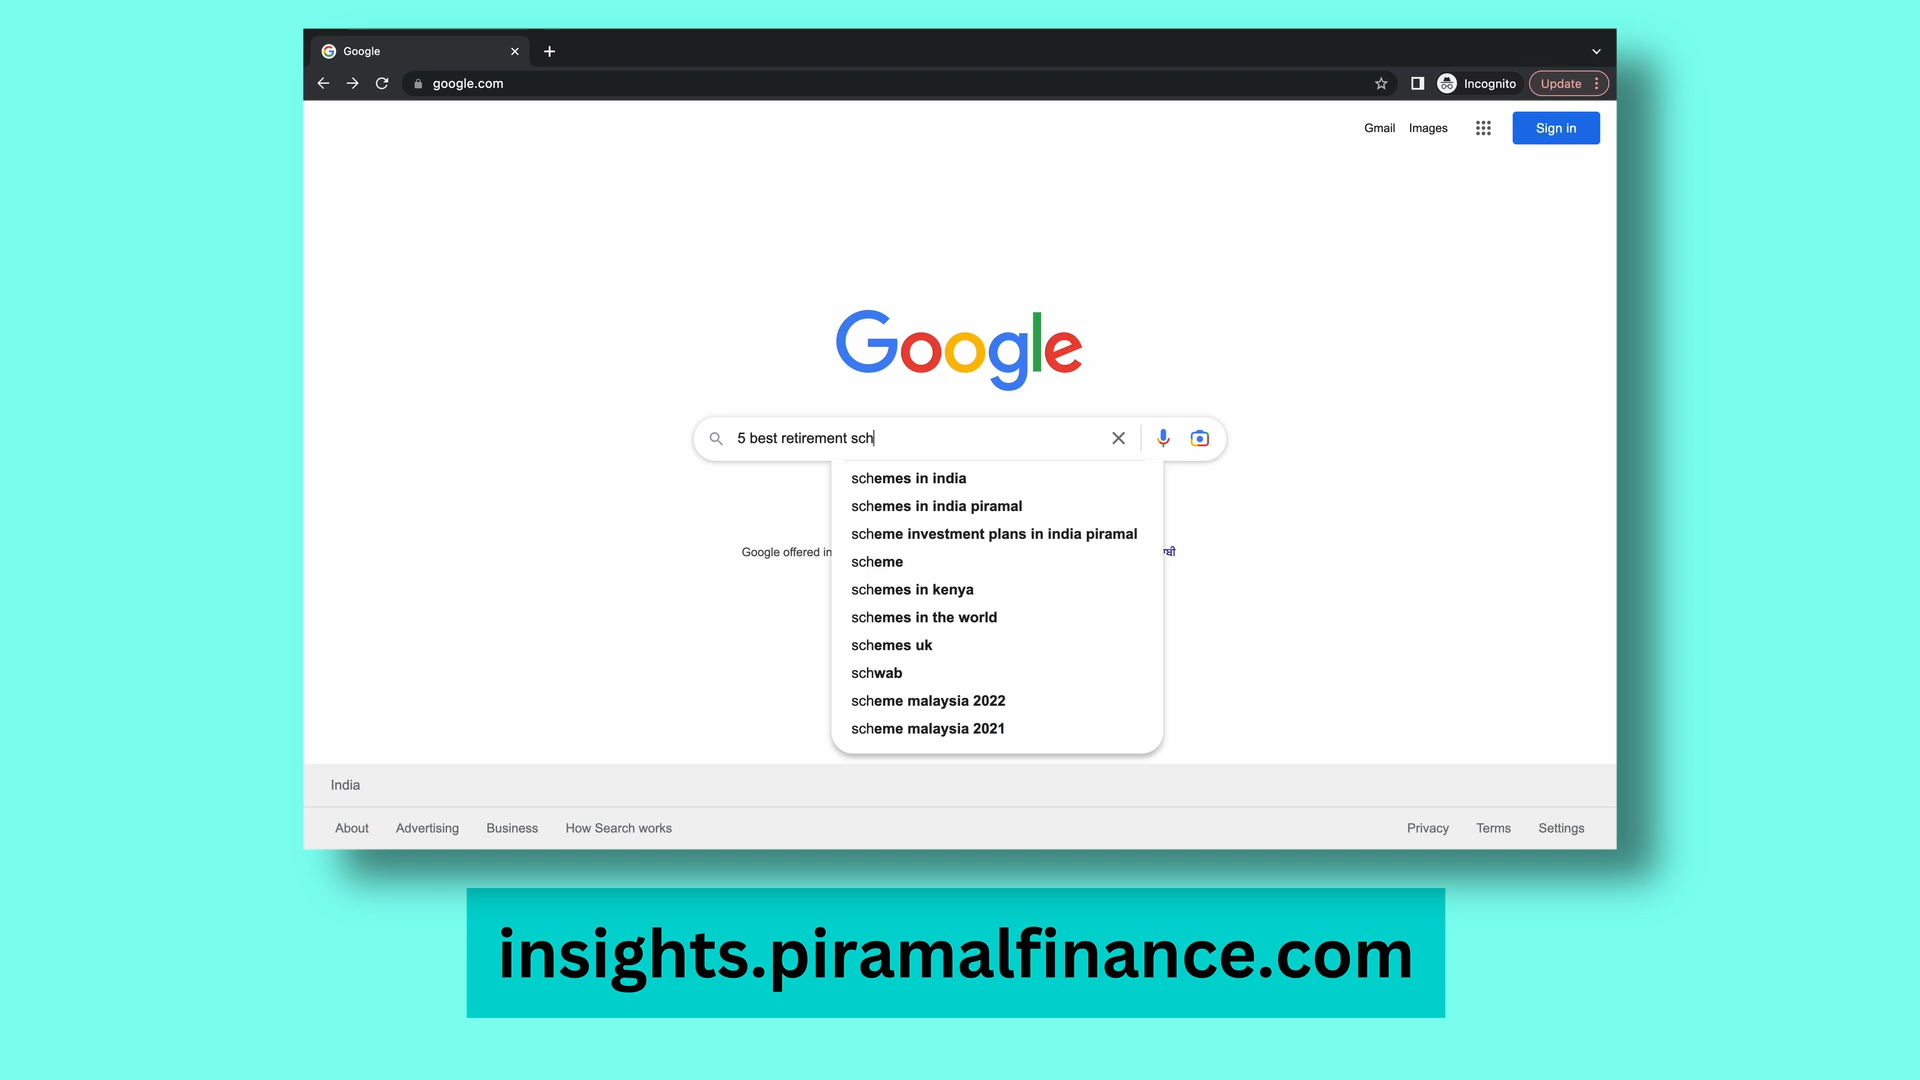 Google
google.com
Incognito
Update
Gmail Images
Sign in
Google
5 best retirement sch
schemes in india
schemes in india piramal
scheme investment plans in india piramal
scheme
schemes in kenya
schemes in the world
schemes uk
schwab
scheme malaysia 2022
scheme malaysia 2021
Google offered in
India
About Advertising Business How Search works
Privacy Terms Settings
insights.piramalfinance.com